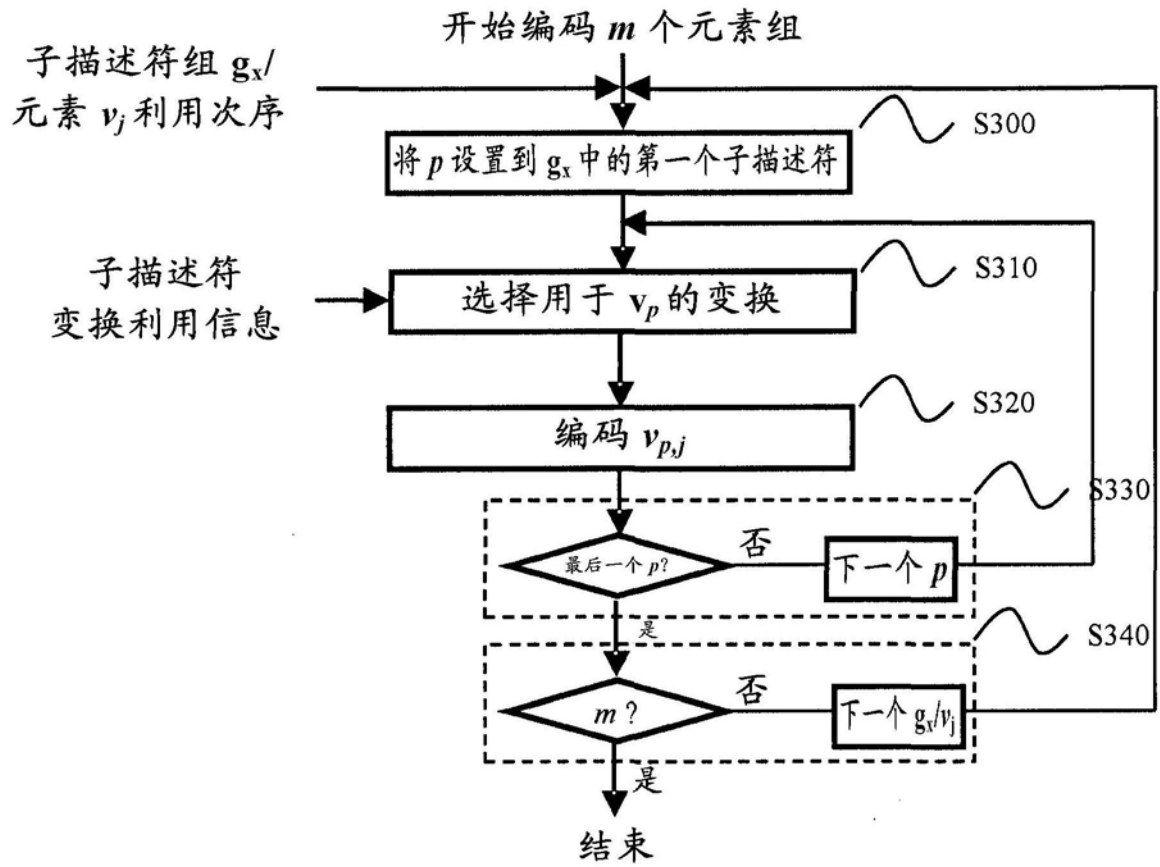 开始编码 m 个元素组
子描述符组 gx/
元素 vj 利用次序
S300
将 p 设置到 gx 中的第一个子描述符
子描述符
变换利用信息
S310
选择用于 vp 的变换
S320
编码 vp,j
S330
最后一个 p?
否
下一个 p
是
S340
m ?
否
下一个 gx/vj
是
结束